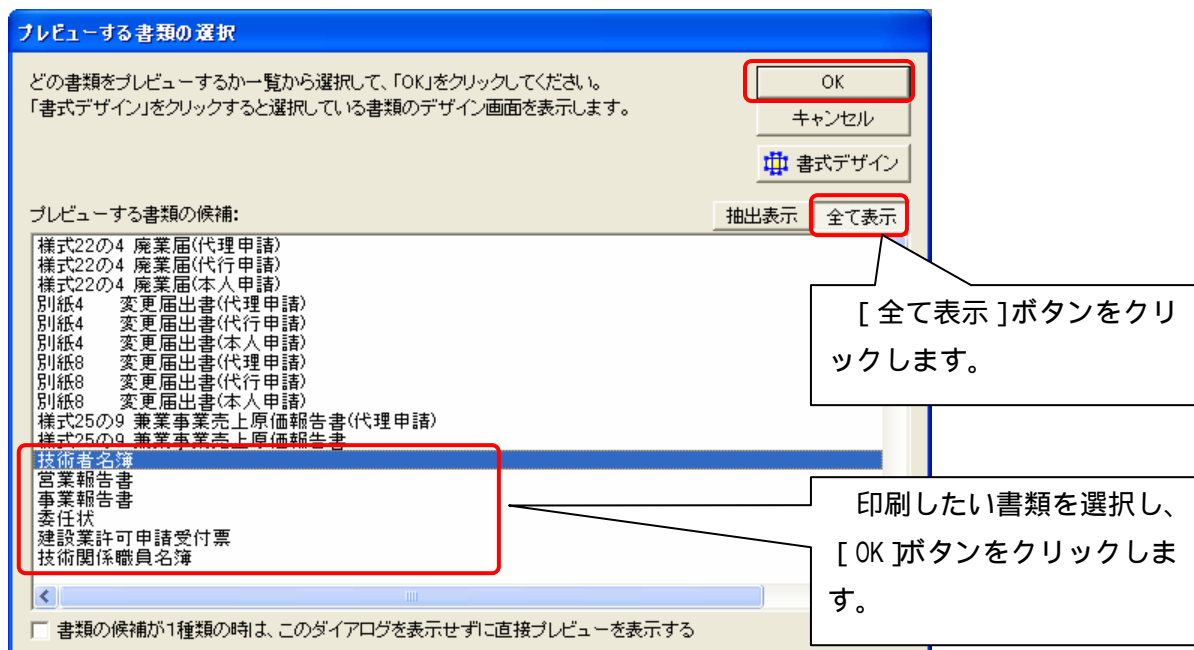 プレビューする書類の選択
どの書類をプレビューするか一覧から選択して、「OK」をクリックしてください。
「書式デザイン」をクリックすると選択している書類のデザイン画面を表示します。
OK
キャンセル
書式デザイン
プレビューする書類の候補:
抽出表示
全て表示
様式22の4 廃業届(代理申請)
様式22の4 廃業届(代行申請)
様式22の4 廃業届(本人申請)
別紙4 変更届出書(代理申請)
別紙4 変更届出書(代行申請)
別紙4 変更届出書(本人申請)
別紙8 変更届出書(代理申請)
別紙8 変更届出書(代行申請)
別紙8 変更届出書(本人申請)
様式25の9 兼業事業売上原価報告書(代理申請)
様式25の9 兼業事業売上原価報告書
技術者名簿
営業報告書
事業報告書
委任状
建設業許可申請受付票
技術関係職員名簿
[全て表示]ボタンをクリ
ックします。
印刷したい書類を選択し、
[OK]ボタンをクリックしま
す。
書類の候補が1種類の時は、このダイアログを表示せずに直接プレビューを表示する